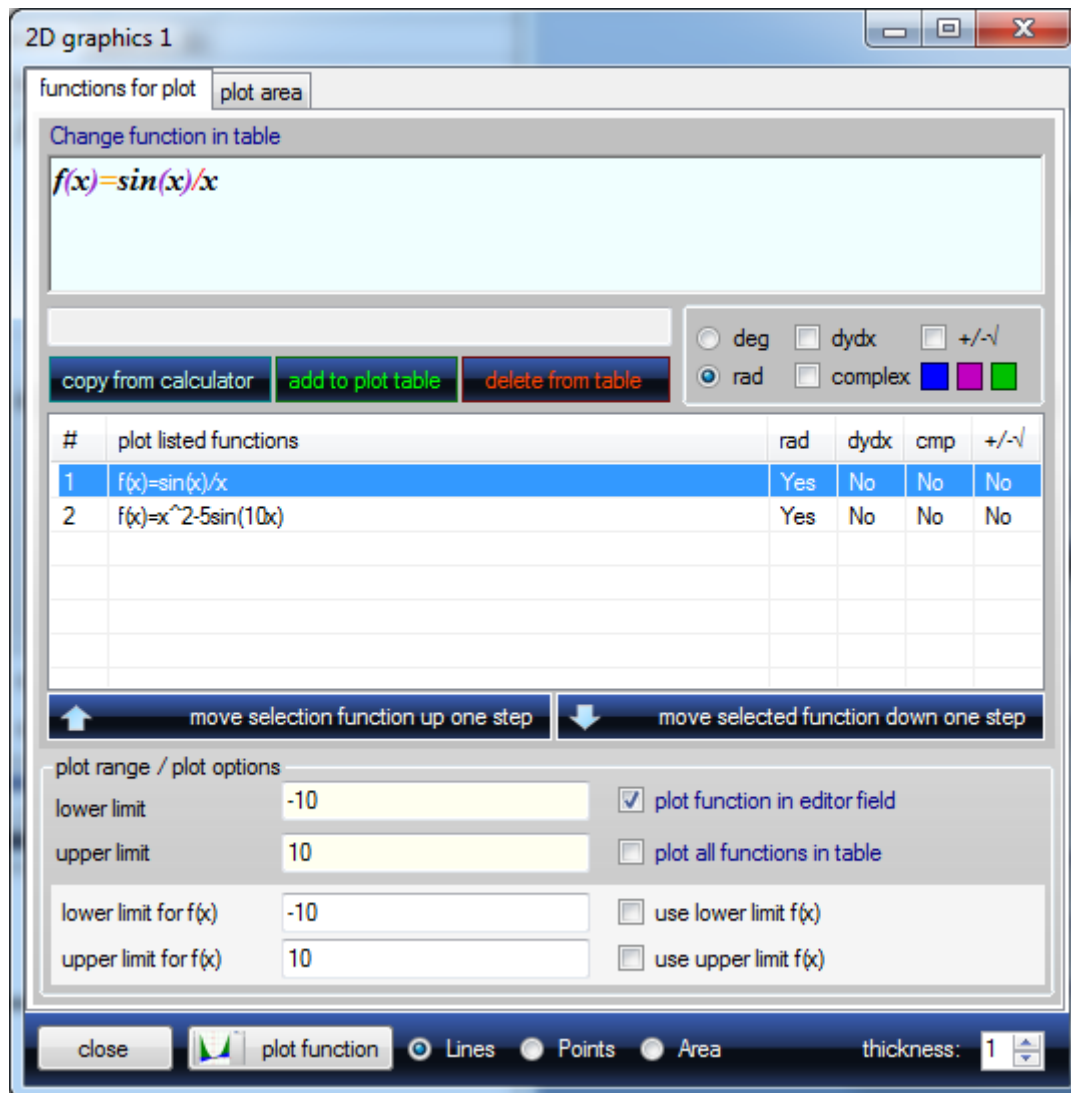 2D graphics 1
functions for plot plot area
Change function in table
f(x)=sin(x)/x
deg dydx +/-√
copy from calculator add to plot table delete from table rad complex
# plot listed functions rad dydx cmp +/-√
1 f(x)=sin(x)/x Yes No No No
2 f(x)=x^2-5sin(10x) Yes No No No
move selection function up one step move selected function down one step
plot range / plot options
lower limit -10 plot function in editor field
upper limit 10 plot all functions in table
lower limit for f(x) -10 use lower limit f(x)
upper limit for f(x) 10 use upper limit f(x)
close plot function Lines Points Area thickness: 1